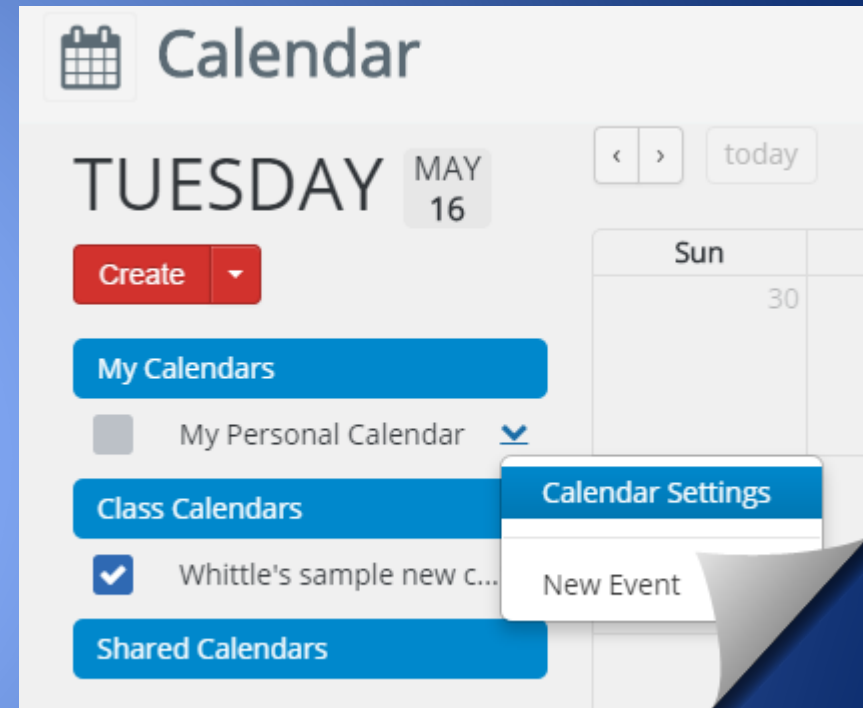 Calendar
TUESDAY
MAY
16
‹ › today
Create
Sun
30
My Calendars
My Personal Calendar
Calendar Settings
Class Calendars
Whittle's sample new c...
New Event
Shared Calendars